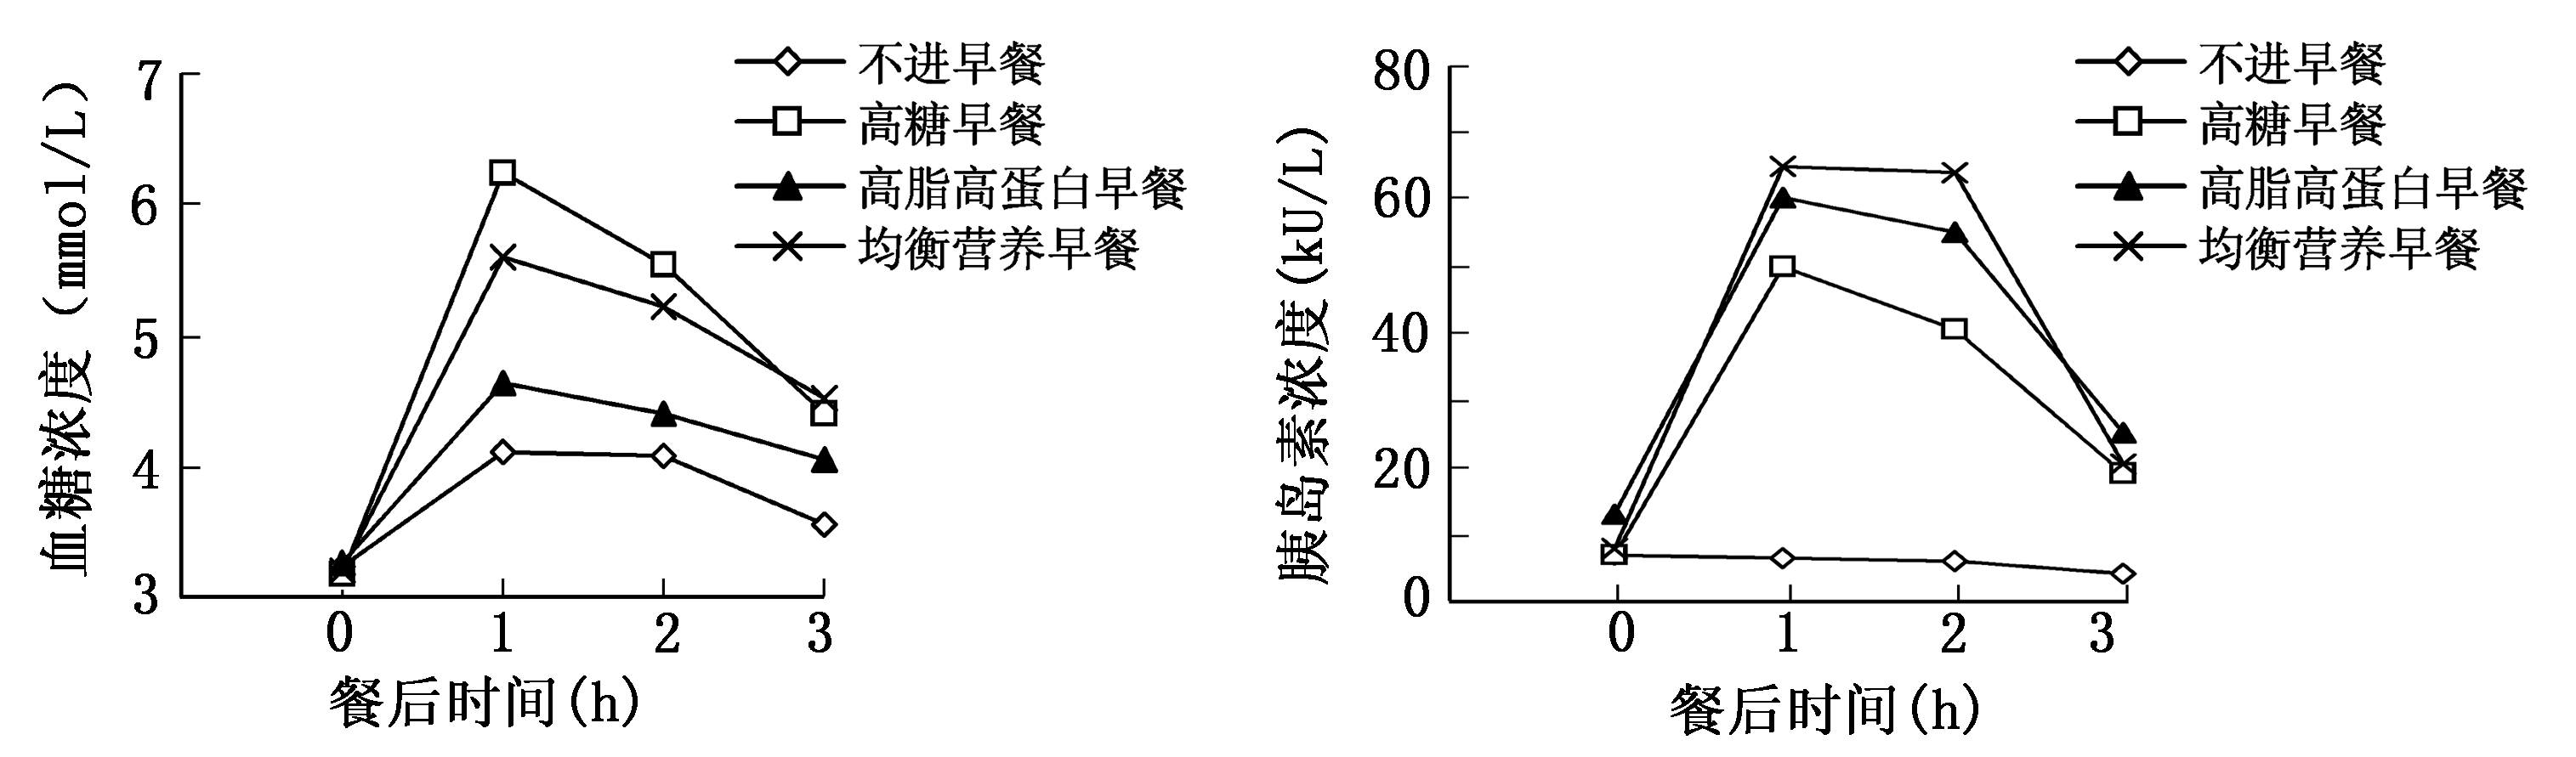 血糖浓度(mmol/L)
7
6
5
4
3
0 1 2 3
餐后时间(h)
不进早餐
高糖早餐
高脂高蛋白早餐
均衡营养早餐
胰岛素浓度(kU/L)
80
60
40
20
0
0 1 2 3
餐后时间(h)
不进早餐
高糖早餐
高脂高蛋白早餐
均衡营养早餐